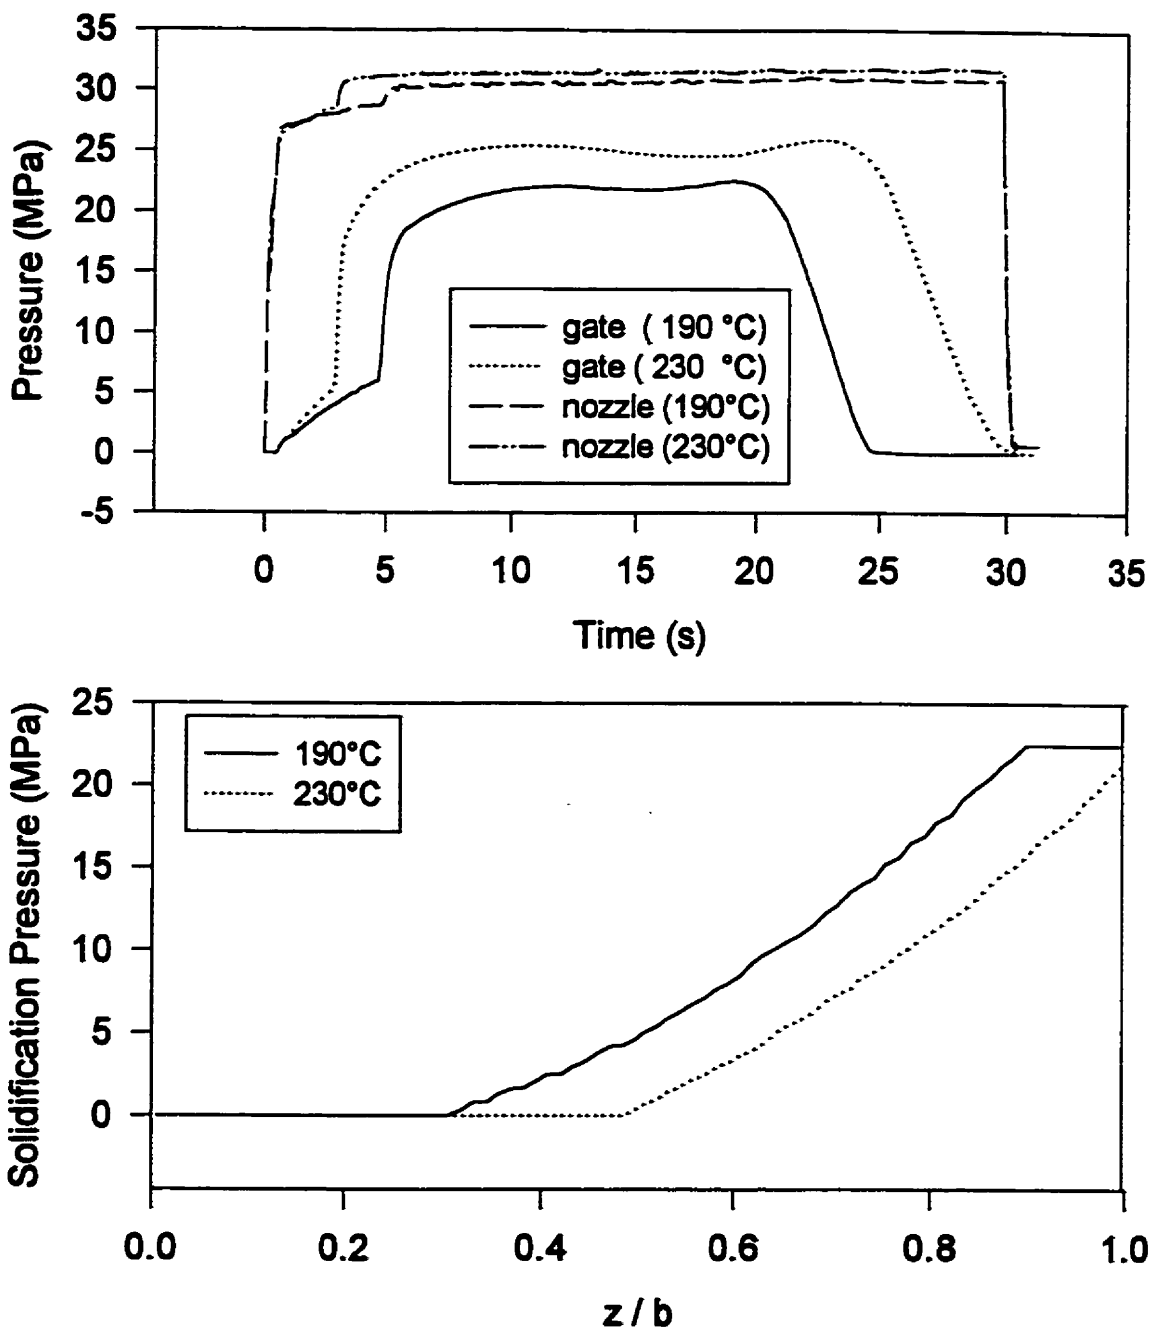 35
30
25
20
15
10
5
0
-5
Pressure (MPa)
gate ( 190 °C)
gate ( 230 °C)
nozzle (190°C)
nozzle (230°C)
0 5 10 15 20 25 30 35
Time (s)
25
20
15
10
5
0
Solidification Pressure (MPa)
190°C
230°C
0.0 0.2 0.4 0.6 0.8 1.0
z / b